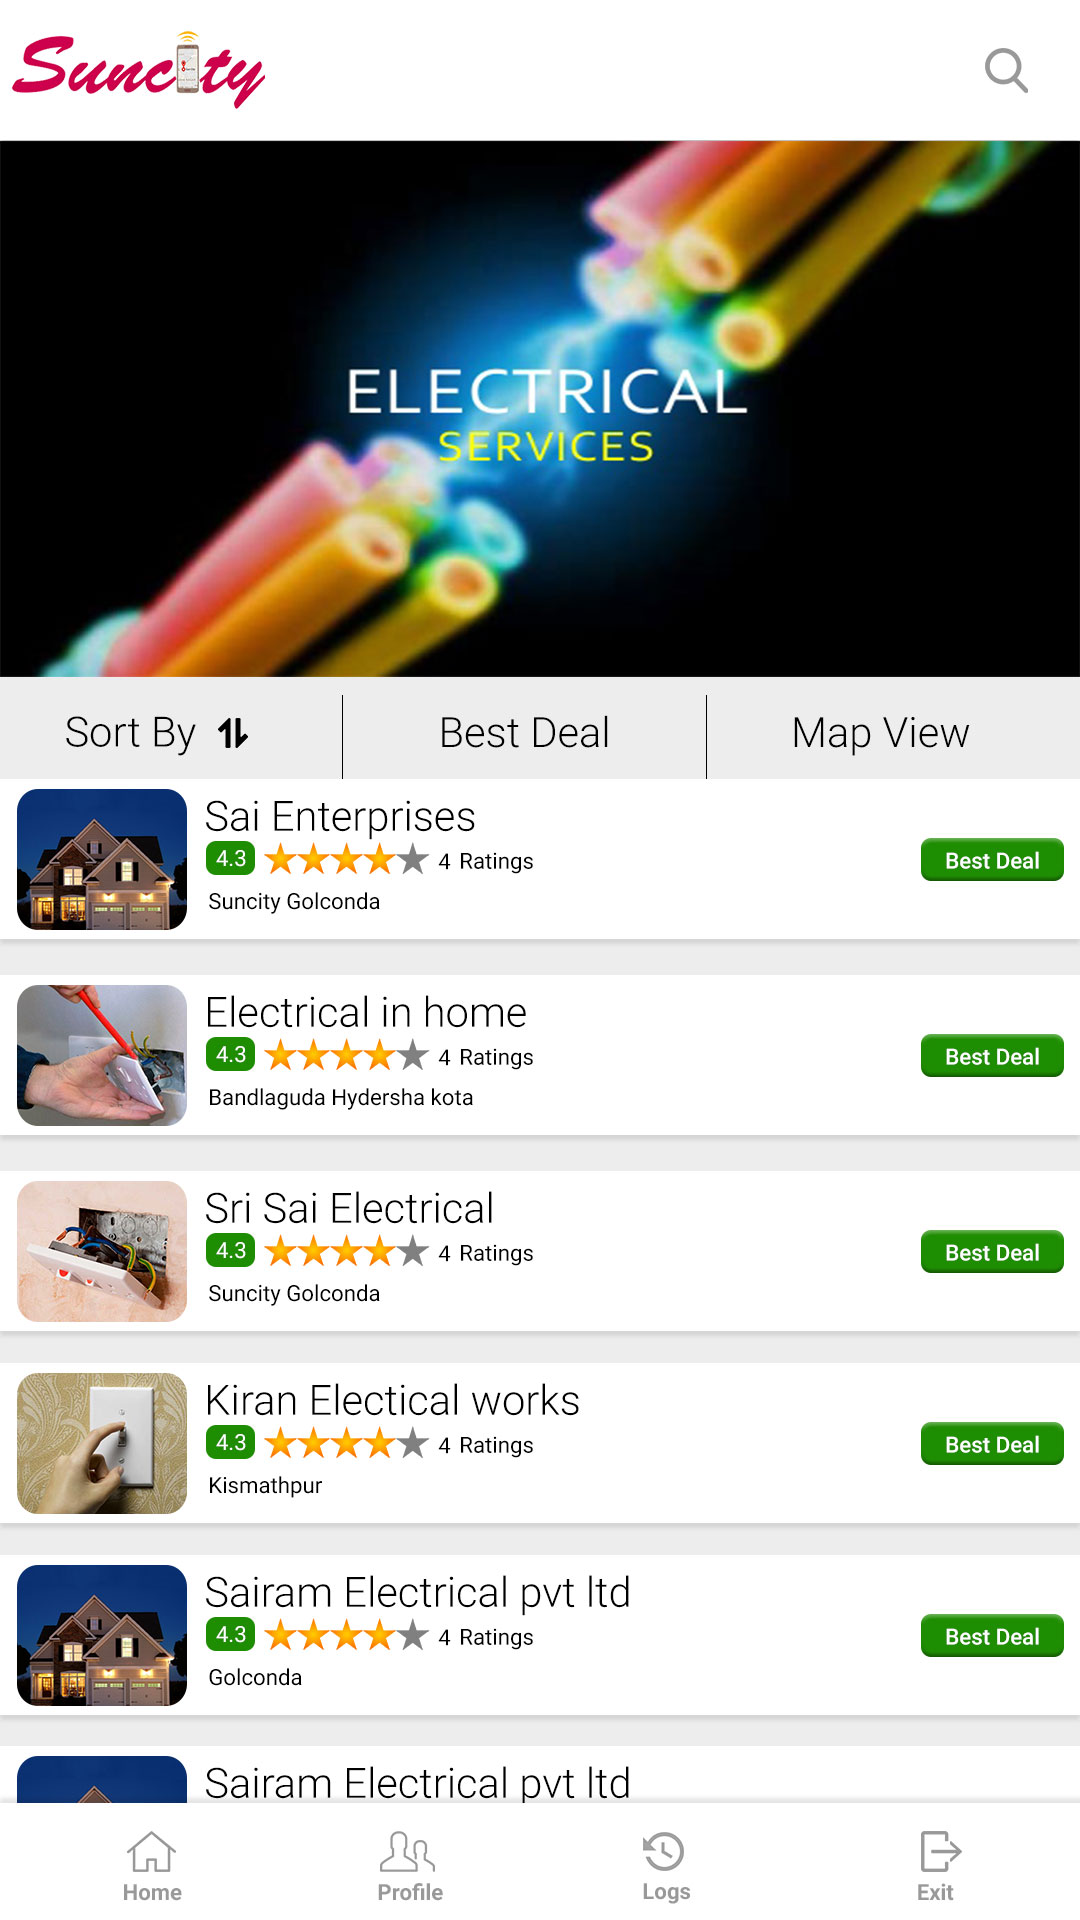 Suncity
ELECTRICAL
SERVICES
Sort By
Best Deal
Map View
Sai Enterprises
4.3 4 Ratings
Suncity Golconda
Best Deal
Electrical in home
4.3 4 Ratings
Bandlaguda Hydersha kota
Best Deal
Sri Sai Electrical
4.3 4 Ratings
Suncity Golconda
Best Deal
Kiran Electical works
4.3 4 Ratings
Kismathpur
Best Deal
Sairam Electrical pvt ltd
4.3 4 Ratings
Golconda
Best Deal
Sairam Electrical pvt ltd
Home
Profile
Logs
Exit